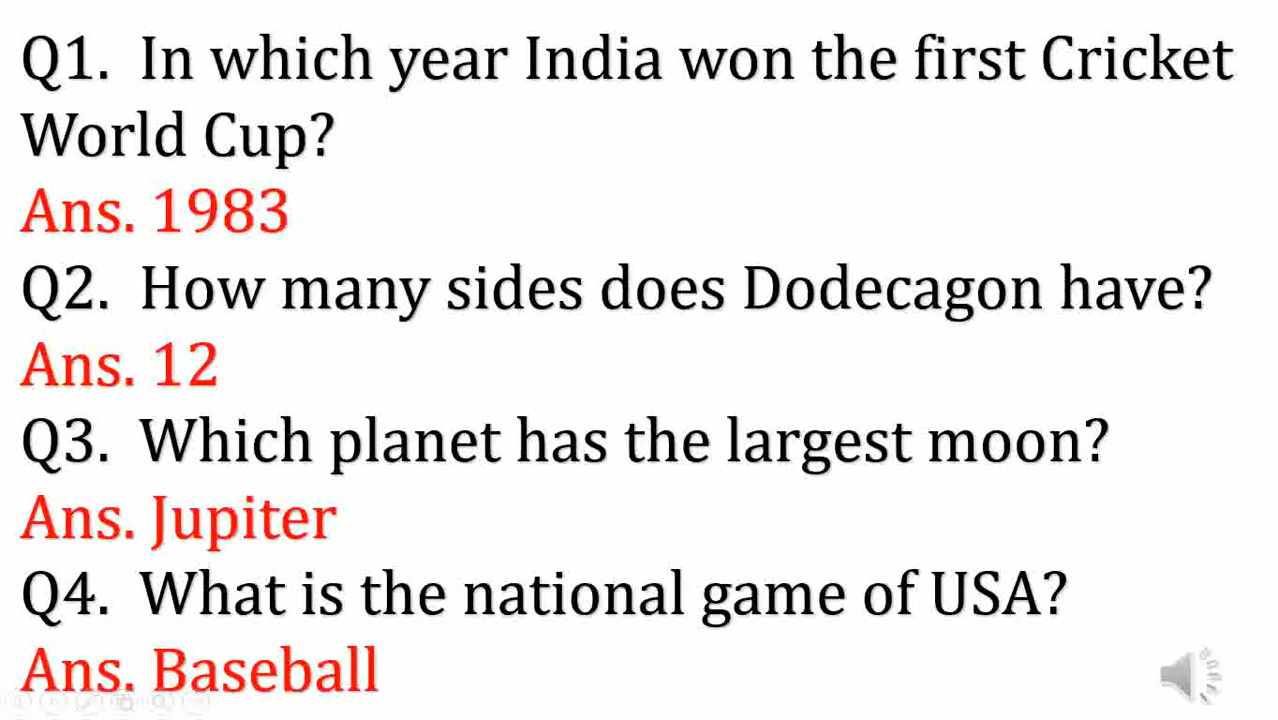 Q1. In which year India won the first Cricket
World Cup?
Ans. 1983
Q2. How many sides does Dodecagon have?
Ans. 12
Q3. Which planet has the largest moon?
Ans. Jupiter
Q4. What is the national game of USA?
Ans. Baseball